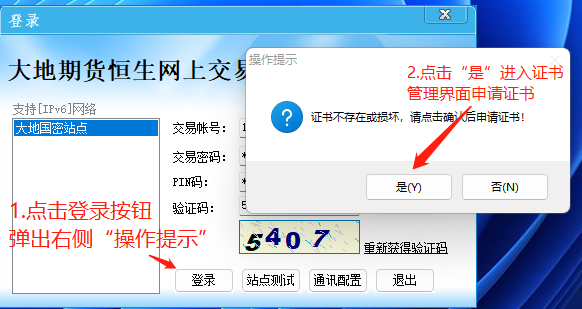 登录
大地期货恒生网上交易
操作提示
2.点击“是”进入证书
管理界面申请证书
支持[IPv6]网络
大地国密站点
证书不存在或损坏，请点击确认后申请证书！
交易帐号：
交易密码：
PIN码：
验证码：
是(Y)
否(N)
1.点击登录按钮
弹出右侧“操作提示”
5407
重新获得验证码
登录
站点测试
通讯配置
退出